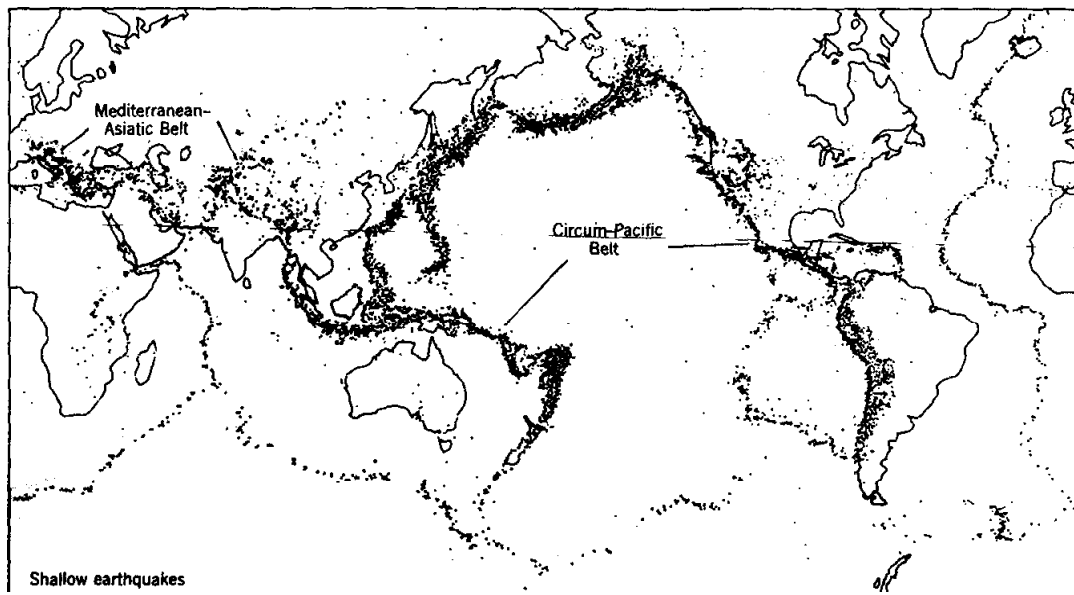 Mediterranean–
Asiatic Belt
Circum-Pacific
Belt
Shallow earthquakes